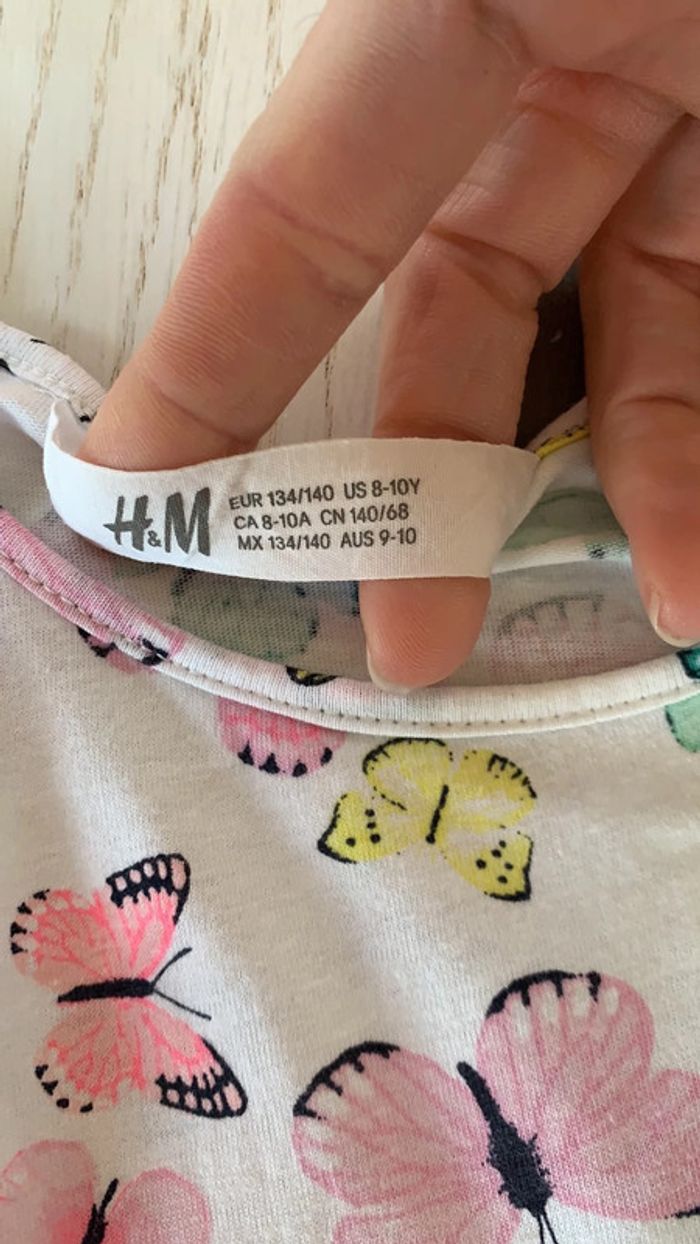 H&M
EUR 134/140 US 8-10Y
CA 8-10A CN 140/68
MX 134/140 AUS 9-10